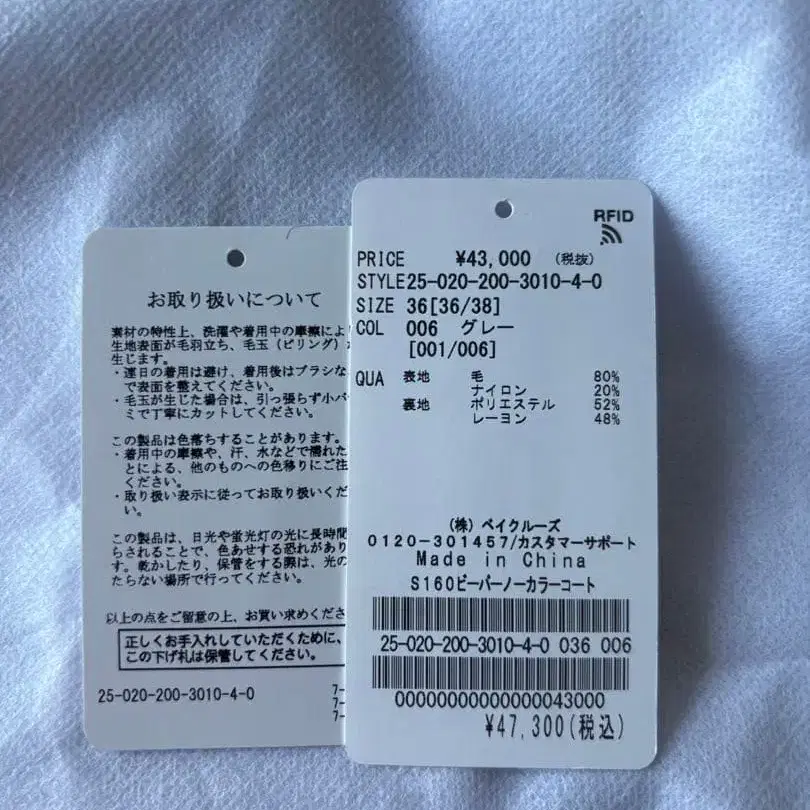 お取り扱いについて
素材の特性上、洗濯や着用中の摩擦によ
生地表面が毛羽立ち、毛玉（ピリング）
生じます。
・連日の着用は避け、着用後はブラシな
で表面を整えてください。
・毛玉が生じた場合は、引っ張らず小バ
ミで丁寧にカットしてください。
この製品は色落ちすることがあります。
・着用中の摩擦や、汗、水などで濡れた
とによる、他のものへの色移りにご注
ください。
・取り扱い表示に従ってお取り扱いくだ
い。
この製品は、日光や蛍光灯の光に長時間
らされることで、色あせする恐れがあり
す。乾かしたり、保管をする際は、光の
たらない場所で行ってください。
以上の点をご留意の上、お買い求めくださ
正しくお手入れしていただくために、
この下げ札は保管してください。
25-020-200-3010-4-0
7-
7-
7-
RFID
PRICE ¥43,000 (税抜)
STYLE25-020-200-3010-4-0
SIZE 36[36/38]
COL 006 グレー
[001/006]
QUA 表地 毛 80%
ナイロン 20%
裏地 ポリエステル 52%
レーヨン 48%
(株) ベイクルーズ
0120-301457/カスタマーサポート
Made in China
S160ビーバーノーカラーコート
25-020-200-3010-4-0 036 006
00000000000000043000
¥47,300(税込)